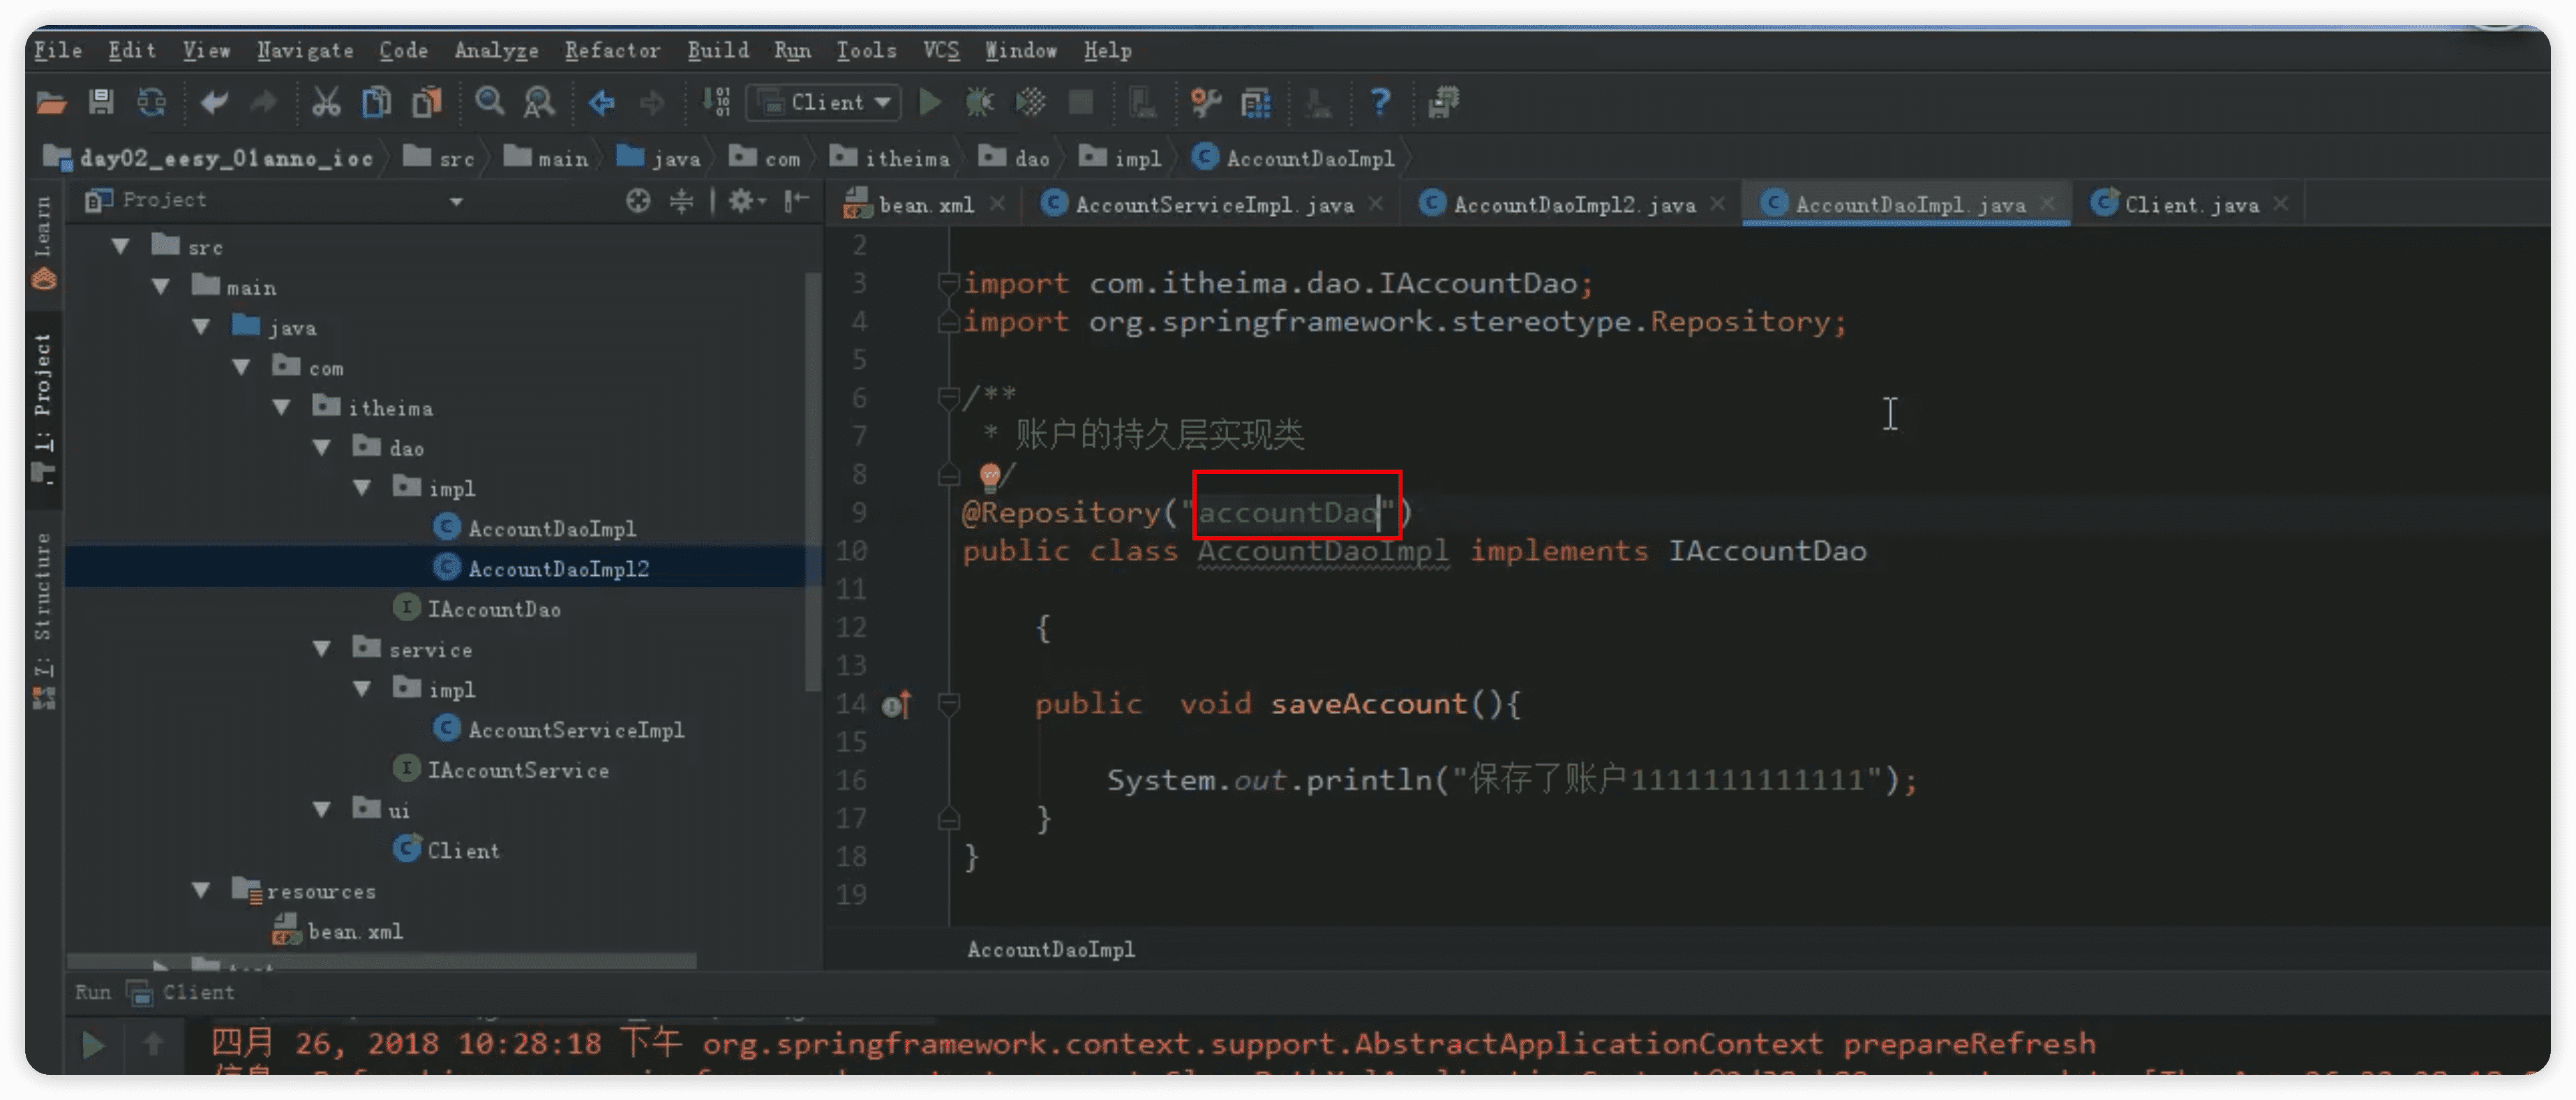 File Edit View Navigate Code Analyze Refactor Build Run Tools VCS Window Help
Client
day02_eesy_01anno_ioc src main java com itheima dao impl AccountDaoImpl
Project
bean.xml AccountServiceImpl.java AccountDaoImpl2.java AccountDaoImpl.java Client.java
Learn
1: Project
7: Structure
src
main
java
com
itheima
dao
impl
AccountDaoImpl
AccountDaoImpl2
IAccountDao
service
impl
AccountServiceImpl
IAccountService
ui
Client
resources
bean.xml
2
3 import com.itheima.dao.IAccountDao;
4 import org.springframework.stereotype.Repository;
5
6 /**
7 * 账户的持久层实现类
8 /
9 @Repository("accountDao")
10 public class AccountDaoImpl implements IAccountDao
11
12 {
13
14 public void saveAccount(){
15
16 System.out.println("保存了账户1111111111111");
17 }
18 }
19
AccountDaoImpl
Run Client
四月 26, 2018 10:28:18 下午 org.springframework.context.support.AbstractApplicationContext prepareRefresh